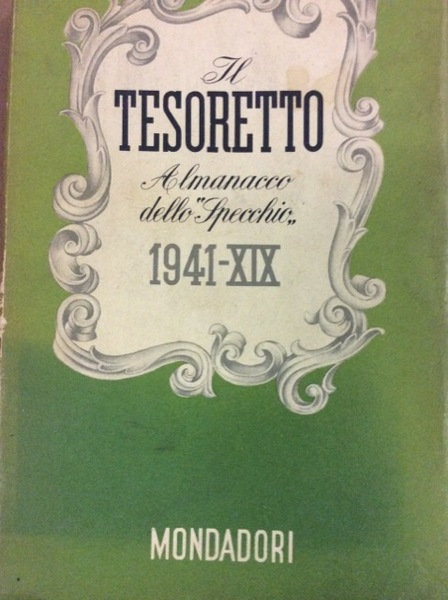 Il
TESORETTO
Almanacco
dello "Specchio„
1941-XIX
MONDADORI